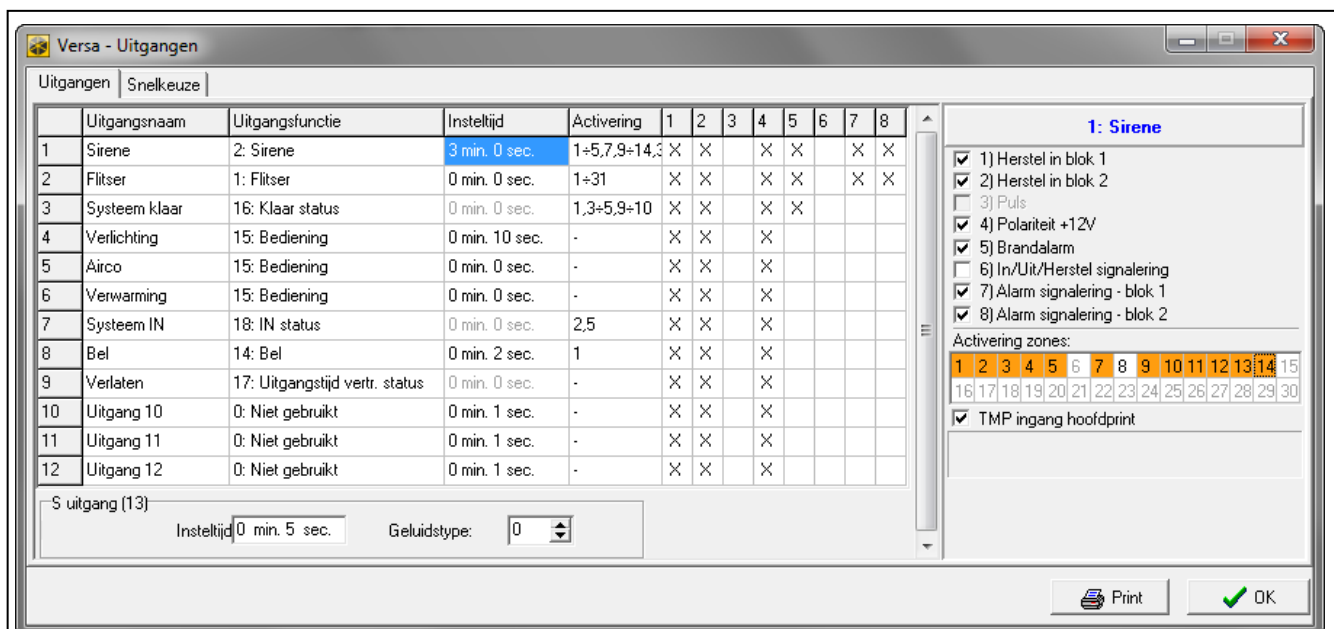 Versa - Uitgangen
Uitgangen Snelkeuze
Uitgangsnaam Uitgangsfunctie Insteltijd Activering 1 2 3 4 5 6 7 8
1 Sirene 2: Sirene 3 min. 0 sec. 1÷5,7,9÷14,3 X X X X X X
2 Flitser 1: Flitser 0 min. 0 sec. 1÷31 X X X X X X
3 Systeem klaar 16: Klaar status 0 min. 0 sec. 1,3÷5,9÷10 X X X X
4 Verlichting 15: Bediening 0 min. 10 sec. - X X X
5 Airco 15: Bediening 0 min. 0 sec. - X X X
6 Verwarming 15: Bediening 0 min. 0 sec. - X X X
7 Systeem IN 18: IN status 0 min. 0 sec. 2,5 X X X
8 Bel 14: Bel 0 min. 2 sec. 1 X X X
9 Verlaten 17: Uitgangstijd vertr. status 0 min. 0 sec. - X X X
10 Uitgang 10 0: Niet gebruikt 0 min. 1 sec. - X X X
11 Uitgang 11 0: Niet gebruikt 0 min. 1 sec. - X X X
12 Uitgang 12 0: Niet gebruikt 0 min. 1 sec. - X X X
S uitgang (13)
Insteltijd 0 min. 5 sec. Geluidstype: 0
1: Sirene
1) Herstel in blok 1
2) Herstel in blok 2
3) Puls
4) Polariteit +12V
5) Brandalarm
6) In/Uit/Herstel signalering
7) Alarm signalering - blok 1
8) Alarm signalering - blok 2
Activering zones:
1 2 3 4 5 6 7 8 9 10 11 12 13 14 15
16 17 18 19 20 21 22 23 24 25 26 27 28 29 30
TMP ingang hoofdprint
Print OK